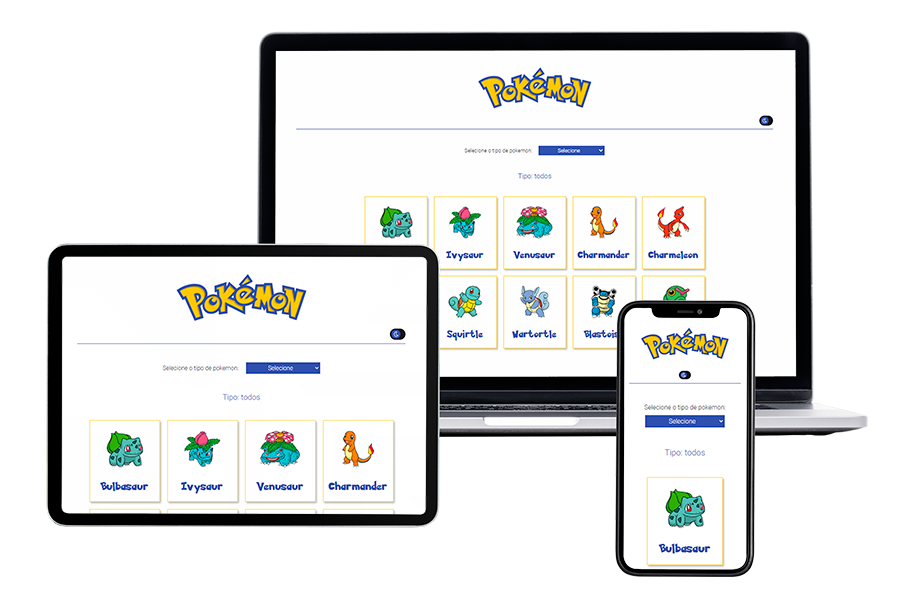 Pokémon
Selecione o tipo de pokemon: Selecione
Tipo: todos
Ivysaur Venusaur Charmander Charmeleon
Squirtle Wartortle Blastois
Pokémon
Selecione o tipo de pokemon: Selecione
Tipo: todos
Bulbasaur Ivysaur Venusaur Charmander
Pokémon
Selecione o tipo de pokemon:
Selecione
Tipo: todos
Bulbasaur